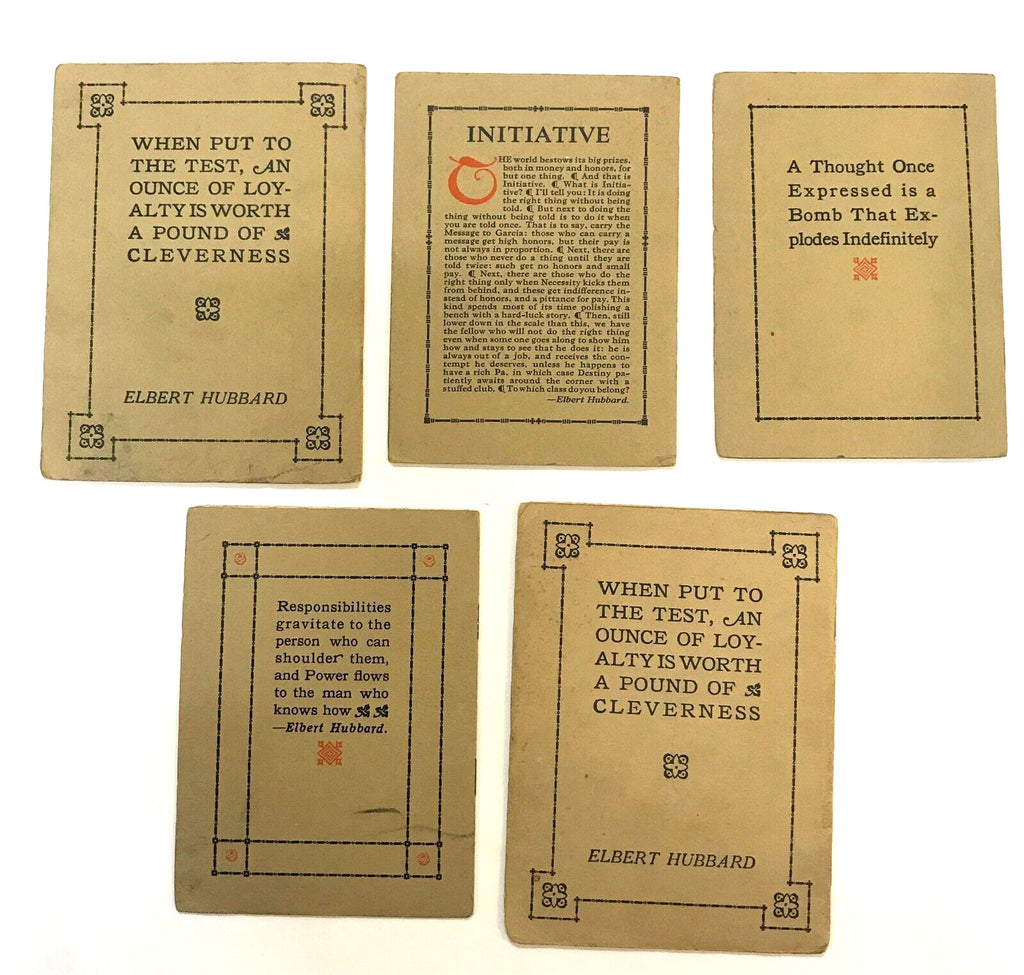 WHEN PUT TO
THE TEST, AN
OUNCE OF LOY-
ALTY IS WORTH
A POUND OF
CLEVERNESS
ELBERT HUBBARD
INITIATIVE
THE world bestows its big prizes,
both in money and honors, for
but one thing. ¶ And that is
Initiative. ¶ What is Initia-
tive? ¶ I'll tell you: It is doing
the right thing without being
told. ¶ But next to doing the
thing without being told is to do it when
you are told once. That is to say, carry the
Message to Garcia: those who can carry a
message get high honors, but their pay is
not always in proportion. ¶ Next, there are
those who never do a thing until they are
told twice: such get no honors and small
pay. ¶ Next, there are those who do the
right thing only when Necessity kicks them
from behind, and these get indifference in-
stead of honors, and a pittance for pay. This
kind spends most of its time polishing a
bench with a hard-luck story. ¶ Then, still
lower down in the scale than this, we have
the fellow who will not do the right thing
even when some one goes along to show him
how and stays to see that he does it: he is
always out of a job, and receives the con-
tempt he deserves, unless he happens to
have a rich Pa, in which case Destiny pa-
tiently awaits around the corner with a
stuffed club. ¶ To which class do you belong?
—Elbert Hubbard.
A Thought Once
Expressed is a
Bomb That Ex-
plodes Indefinitely
Responsibilities
gravitate to the
person who can
shoulder them,
and Power flows
to the man who
knows how
—Elbert Hubbard.
WHEN PUT TO
THE TEST, AN
OUNCE OF LOY-
ALTY IS WORTH
A POUND OF
CLEVERNESS
ELBERT HUBBARD